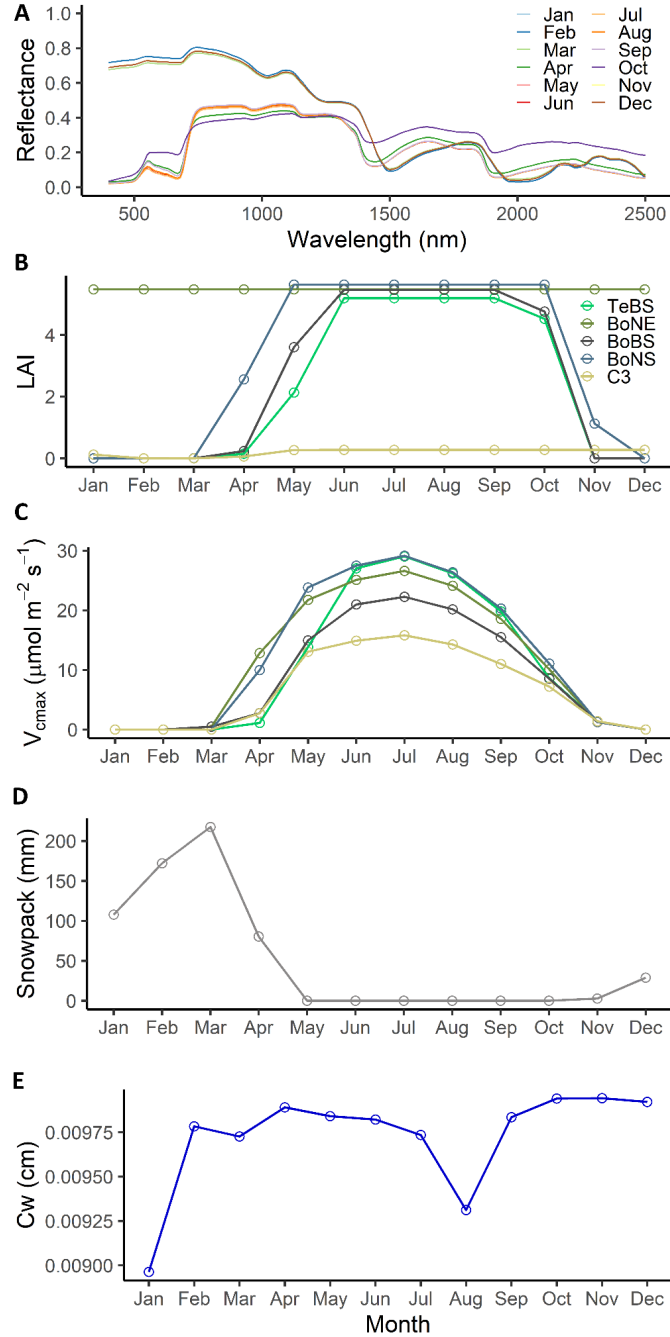 A
Reflectance
1.0
0.8
0.6
0.4
0.2
0.0
Jan Jul
Feb Aug
Mar Sep
Apr Oct
May Nov
Jun Dec
500 1000 1500 2000 2500
Wavelength (nm)
B
LAI
4
2
0
TeBS
BoNE
BoBS
BoNS
C3
Jan Feb Mar Apr May Jun Jul Aug Sep Oct Nov Dec
C
Vcmax (μmol m−2 s−1)
30
20
10
0
Jan Feb Mar Apr May Jun Jul Aug Sep Oct Nov Dec
D
Snowpack (mm)
200
150
100
50
0
Jan Feb Mar Apr May Jun Jul Aug Sep Oct Nov Dec
E
Cw (cm)
0.00975
0.00950
0.00925
0.00900
Jan Feb Mar Apr May Jun Jul Aug Sep Oct Nov Dec
Month